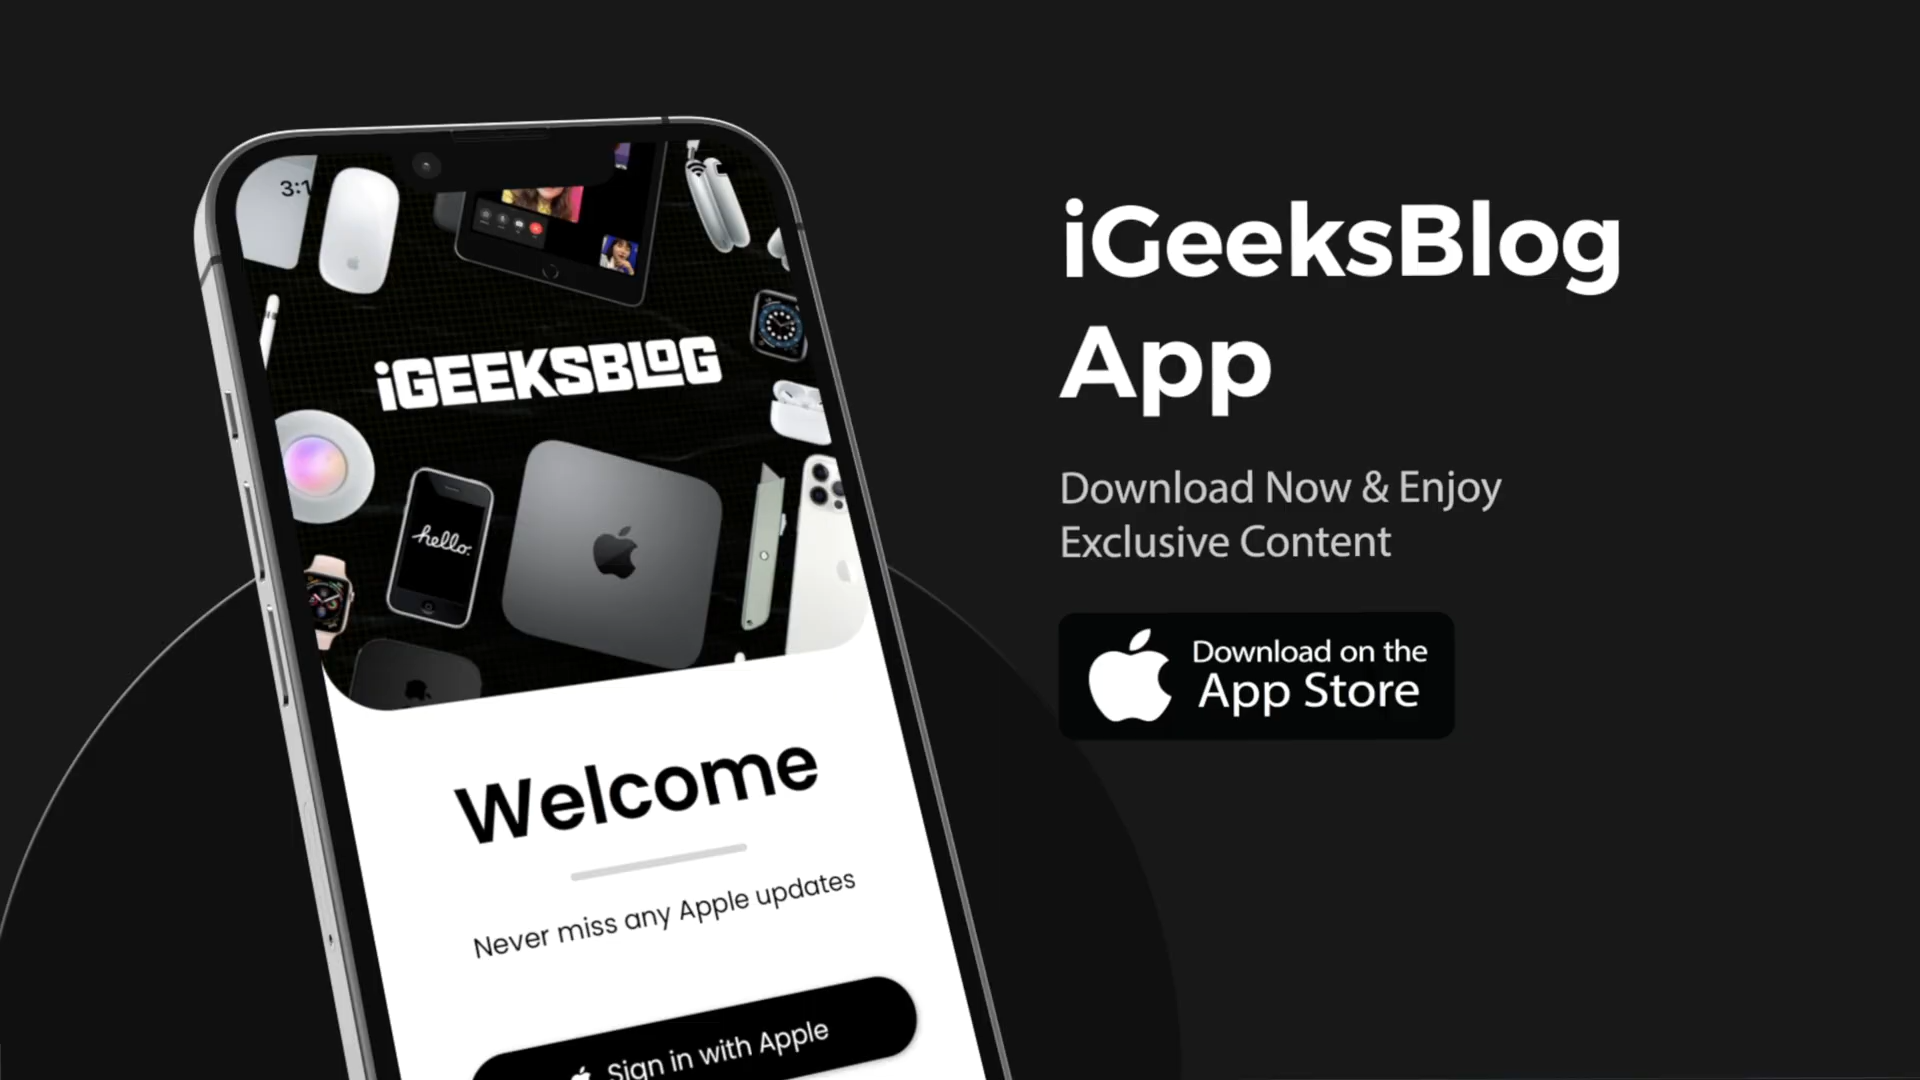 3:1
iGEEKSBLOG
hello.
Welcome
Never miss any Apple updates
Sign in with Apple
iGeeksBlog
App
Download Now & Enjoy
Exclusive Content
Download on the
App Store